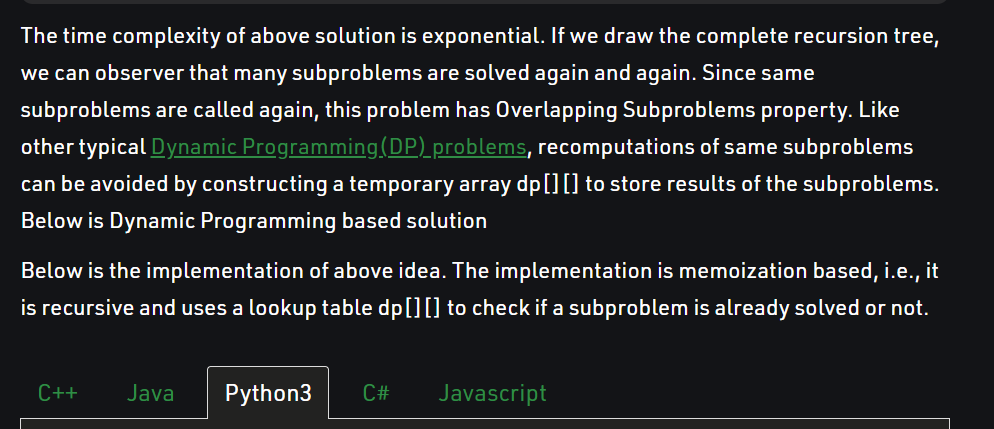 The time complexity of above solution is exponential. If we draw the complete recursion tree,
we can observer that many subproblems are solved again and again. Since same
subproblems are called again, this problem has Overlapping Subproblems property. Like
other typical Dynamic Programming(DP) problems, recomputations of same subproblems
can be avoided by constructing a temporary array dp[][] to store results of the subproblems.
Below is Dynamic Programming based solution
Below is the implementation of above idea. The implementation is memoization based, i.e., it
is recursive and uses a lookup table dp[][] to check if a subproblem is already solved or not.
C++ Java Python3 C# Javascript